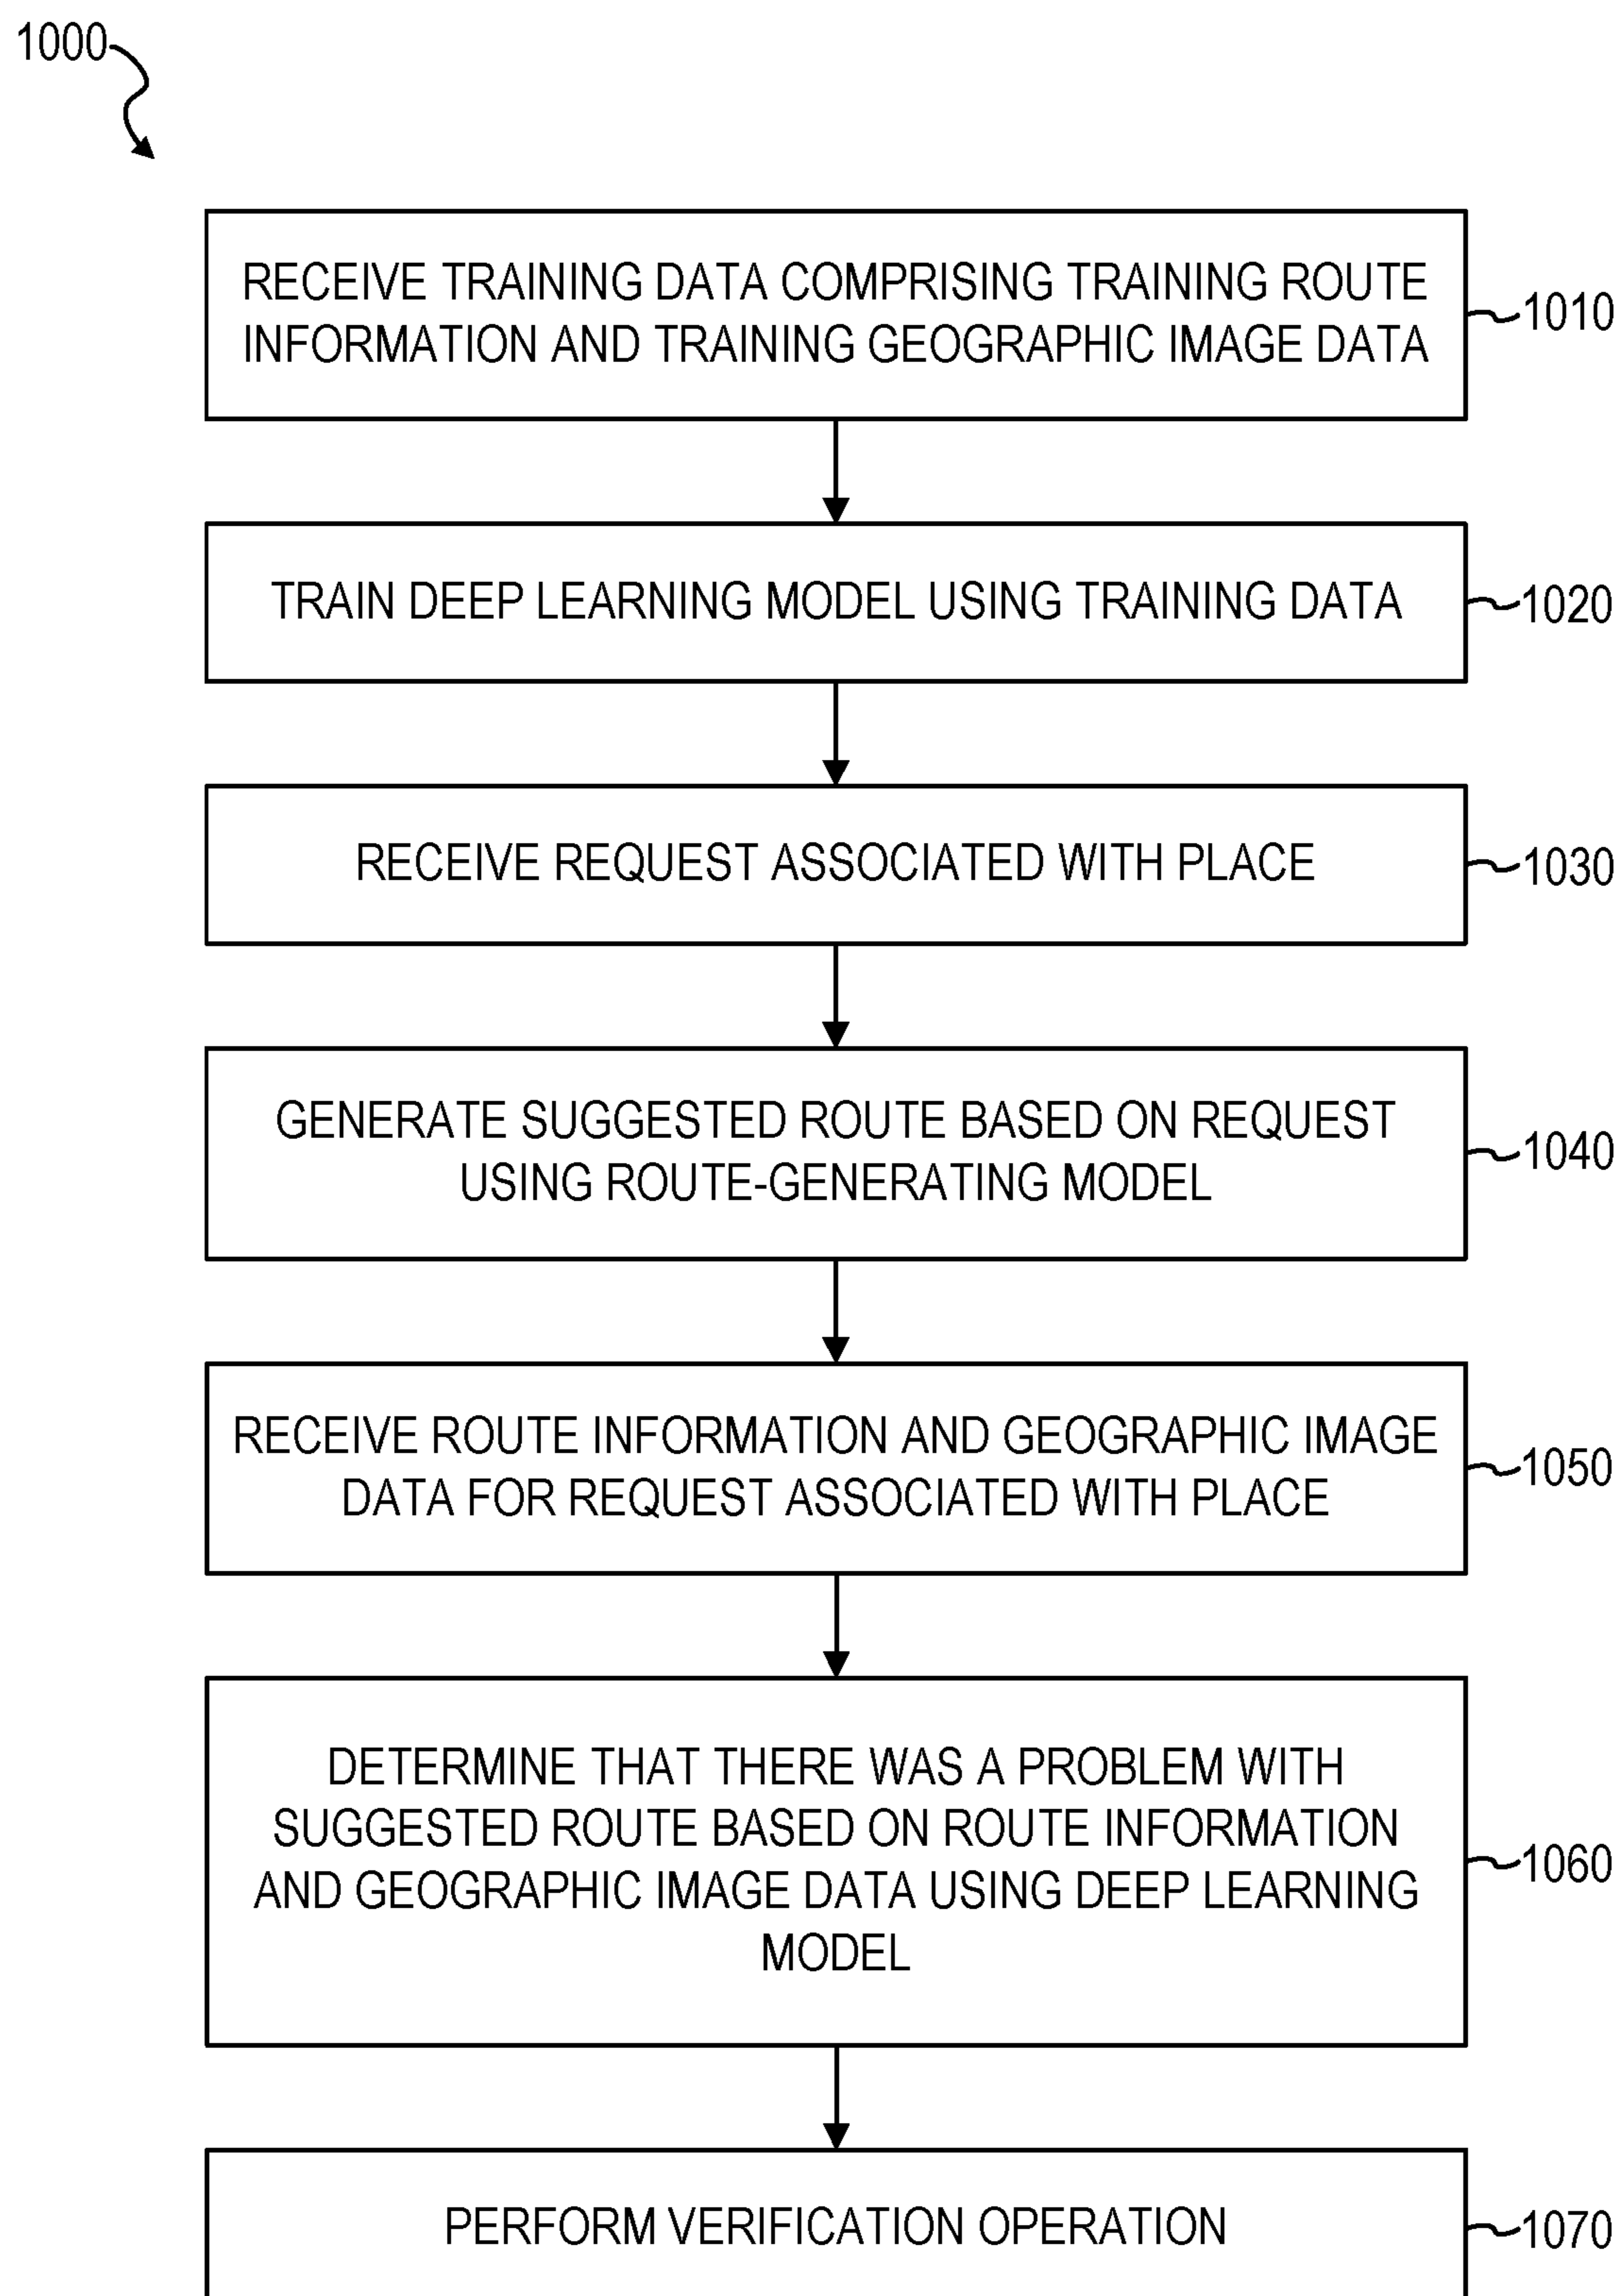 1000
RECEIVE TRAINING DATA COMPRISING TRAINING ROUTE
INFORMATION AND TRAINING GEOGRAPHIC IMAGE DATA
1010
TRAIN DEEP LEARNING MODEL USING TRAINING DATA
1020
RECEIVE REQUEST ASSOCIATED WITH PLACE
1030
GENERATE SUGGESTED ROUTE BASED ON REQUEST
USING ROUTE-GENERATING MODEL
1040
RECEIVE ROUTE INFORMATION AND GEOGRAPHIC IMAGE
DATA FOR REQUEST ASSOCIATED WITH PLACE
1050
DETERMINE THAT THERE WAS A PROBLEM WITH
SUGGESTED ROUTE BASED ON ROUTE INFORMATION
AND GEOGRAPHIC IMAGE DATA USING DEEP LEARNING
MODEL
1060
PERFORM VERIFICATION OPERATION
1070